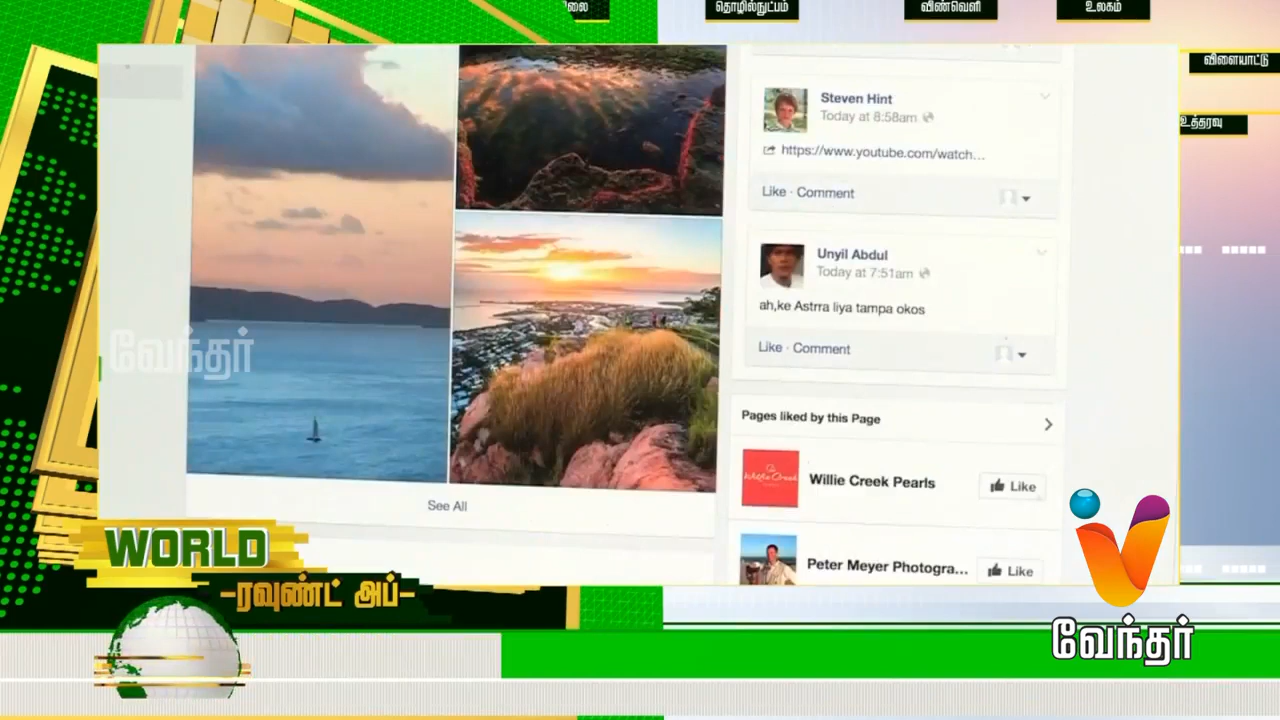 தொழில்நுட்பம்
விண்வெளி
உலகம்
விளையாட்டு
உத்தரவு
Steven Hint
Today at 8:58am
https://www.youtube.com/watch...
Like · Comment
Unyil Abdul
Today at 7:51am
ah,ke Astrra liya tampa okos
Like · Comment
Pages liked by this Page
Willie Creek Pearls
Like
Peter Meyer Photogra...
Like
See All
வேந்தர்
WORLD
-ரவுண்ட் அப்-
வேந்தர்